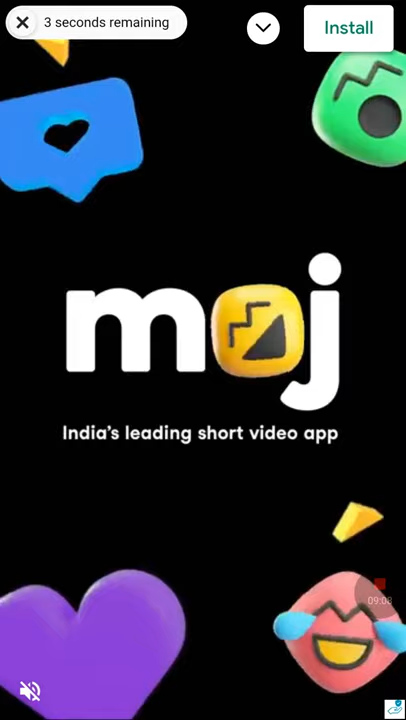 3 seconds remaining
Install
moj
India's leading short video app
09:08